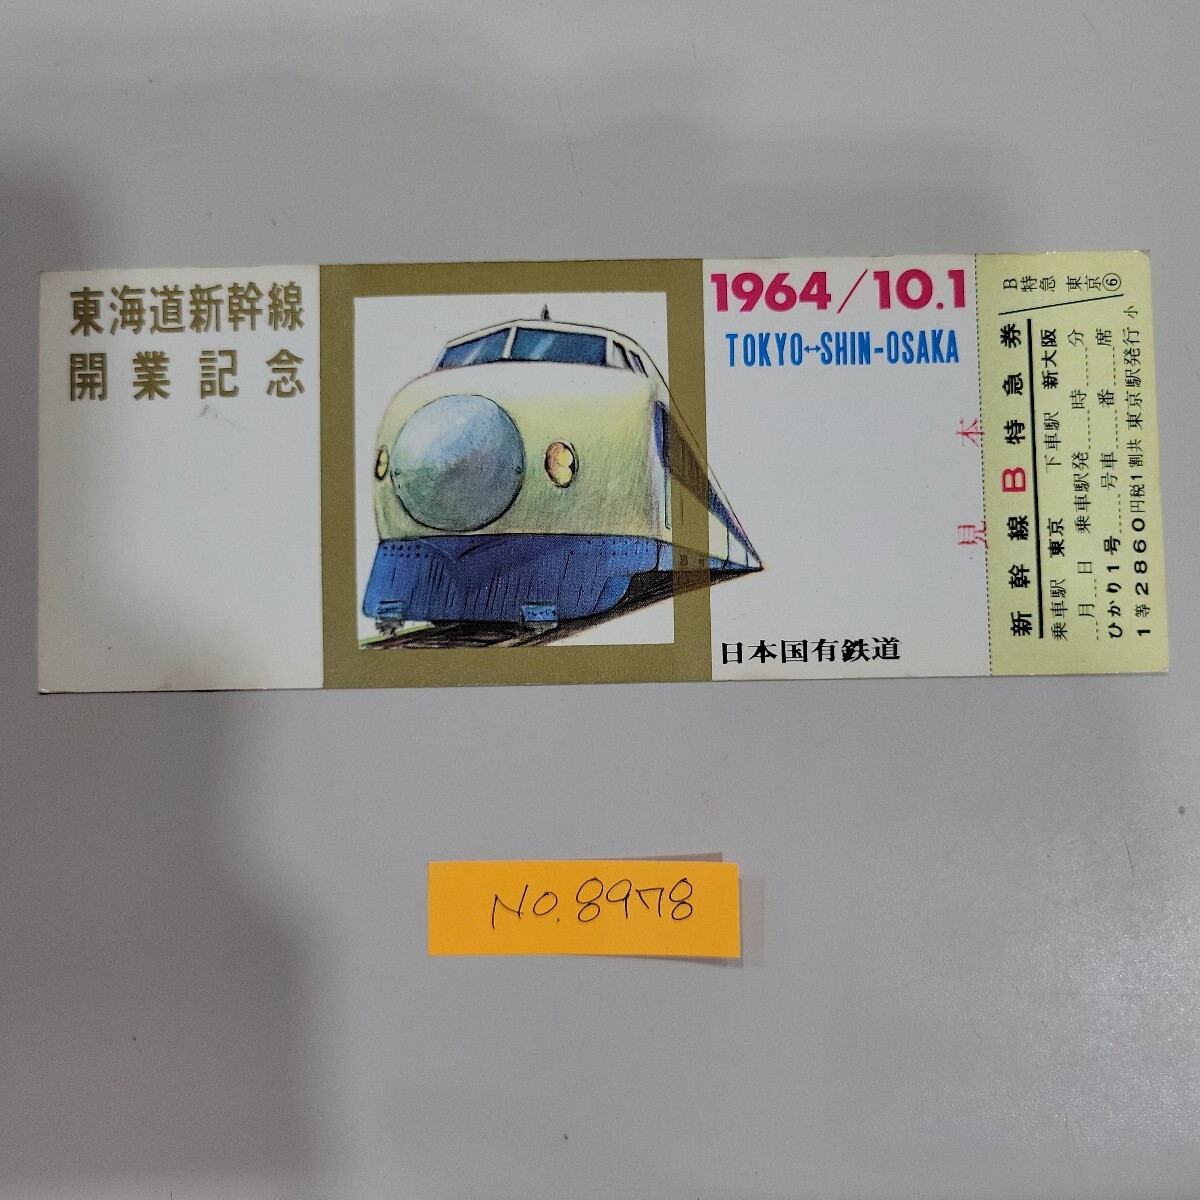 東海道新幹線
開業記念
1964/10.1
TOKYO↔SHIN-OSAKA
日本国有鉄道
見本
新幹線B特急券
B特急 東京⑥
乗車駅 東京 下車駅 新大阪
月 日 乗車駅発 時 分
ひかり1号 号車 番 席
1等2860円税1割共 東京駅発行 小
NO.8978